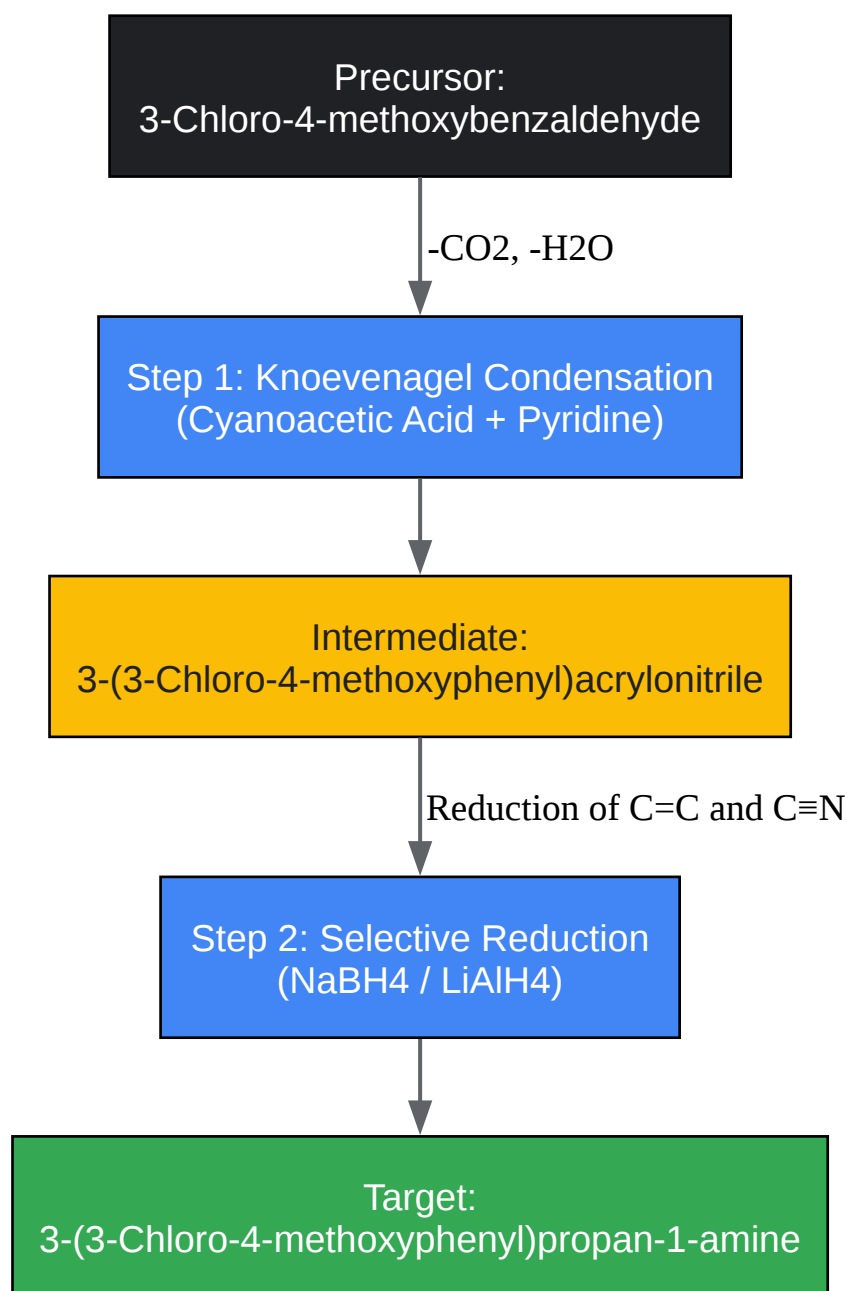 Precursor:
3-Chloro-4-methoxybenzaldehyde
-CO2, -H2O
Step 1: Knoevenagel Condensation
(Cyanoacetic Acid + Pyridine)
Intermediate:
3-(3-Chloro-4-methoxyphenyl)acrylonitrile
Reduction of C=C and C≡N
Step 2: Selective Reduction
(NaBH4 / LiAlH4)
Target:
3-(3-Chloro-4-methoxyphenyl)propan-1-amine